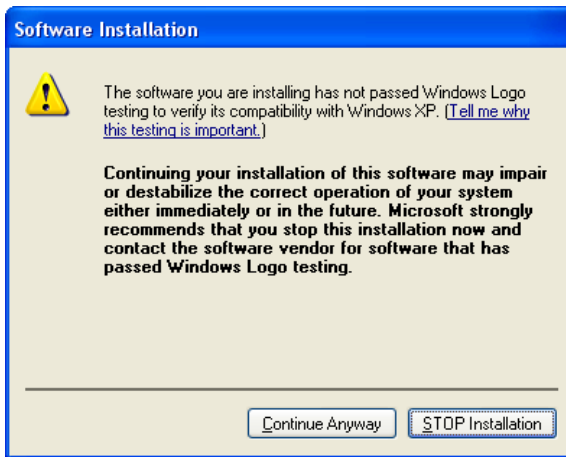 Software Installation
The software you are installing has not passed Windows Logo
testing to verify its compatibility with Windows XP. (Tell me why
this testing is important.)
Continuing your installation of this software may impair
or destabilize the correct operation of your system
either immediately or in the future. Microsoft strongly
recommends that you stop this installation now and
contact the software vendor for software that has
passed Windows Logo testing.
Continue Anyway
STOP Installation